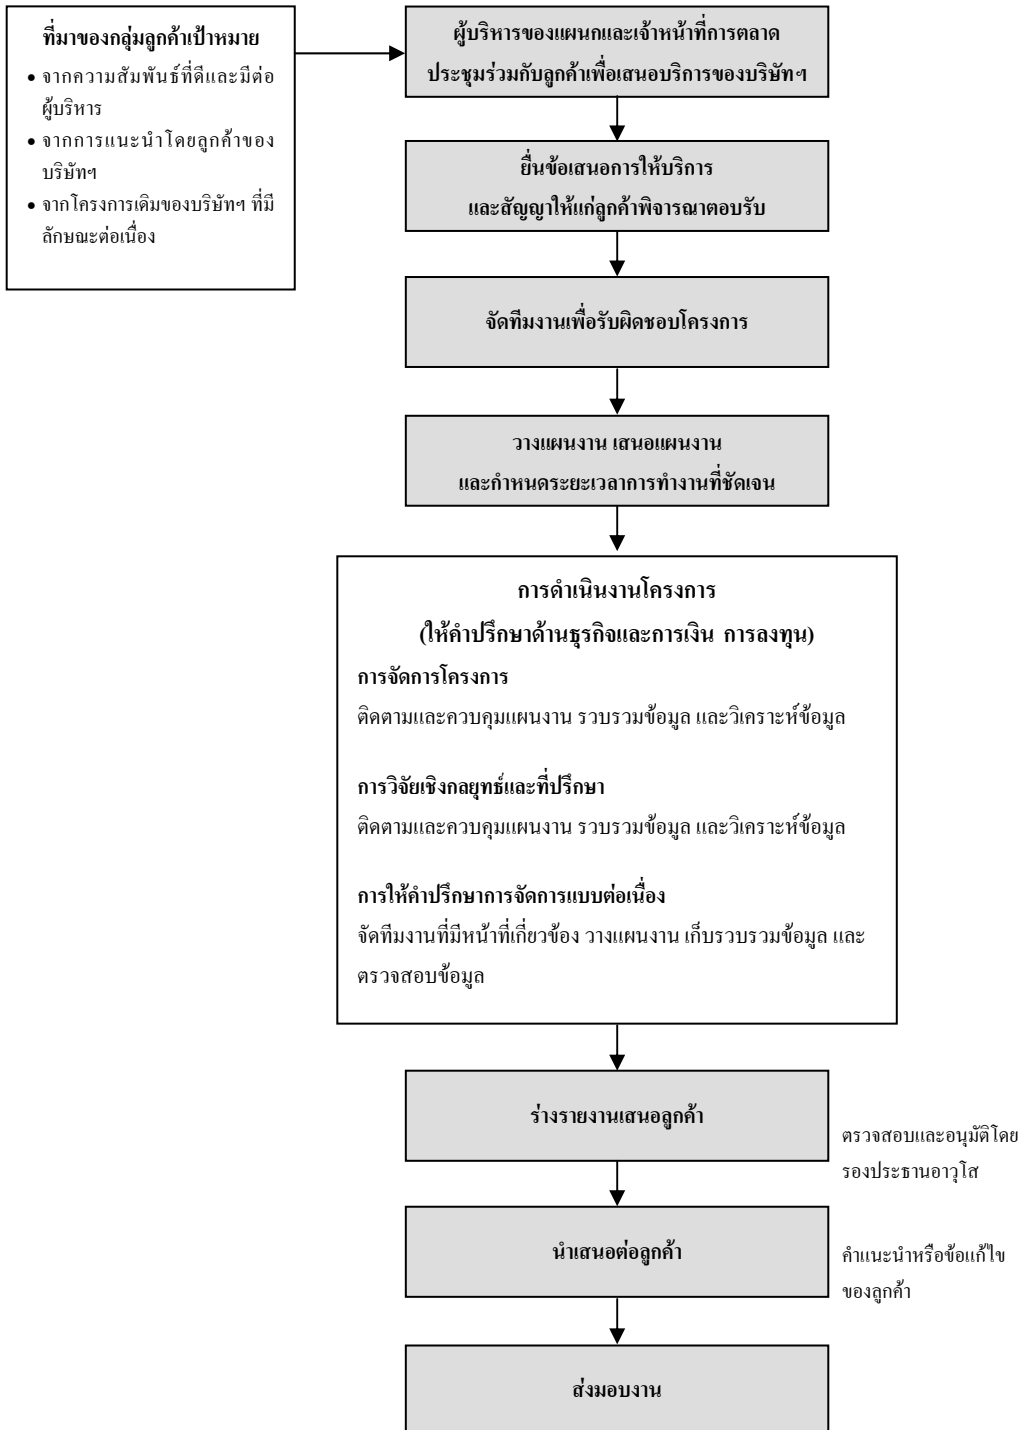 ที่มาของกลุ่มลูกค้าเป้าหมาย
• จากความสัมพันธ์ที่ดีและมีต่อ
ผู้บริหาร
• จากการแนะนำโดยลูกค้าของ
บริษัทฯ
• จากโครงการเดิมของบริษัทฯ ที่มี
ลักษณะต่อเนื่อง
ผู้บริหารของแผนกและเจ้าหน้าที่การตลาด
ประชุมร่วมกับลูกค้าเพื่อเสนอบริการของบริษัทฯ
ยื่นข้อเสนอการให้บริการ
และสัญญาให้แก่ลูกค้าพิจารณาตอบรับ
จัดทีมงานเพื่อรับผิดชอบโครงการ
วางแผนงาน เสนอแผนงาน
และกำหนดระยะเวลาการทำงานที่ชัดเจน
การดำเนินงานโครงการ
(ให้คำปรึกษาด้านธุรกิจและการเงิน การลงทุน)
การจัดการโครงการ
ติดตามและควบคุมแผนงาน รวบรวมข้อมูล และวิเคราะห์ข้อมูล
การวิจัยเชิงกลยุทธ์และที่ปรึกษา
ติดตามและควบคุมแผนงาน รวบรวมข้อมูล และวิเคราะห์ข้อมูล
การให้คำปรึกษาการจัดการแบบต่อเนื่อง
จัดทีมงานที่มีหน้าที่เกี่ยวข้อง วางแผนงาน เก็บรวบรวมข้อมูล และ
ตรวจสอบข้อมูล
ร่างรายงานเสนอลูกค้า
ตรวจสอบและอนุมัติโดย
รองประธานอาวุโส
นำเสนอต่อลูกค้า
คำแนะนำหรือข้อแก้ไข
ของลูกค้า
ส่งมอบงาน